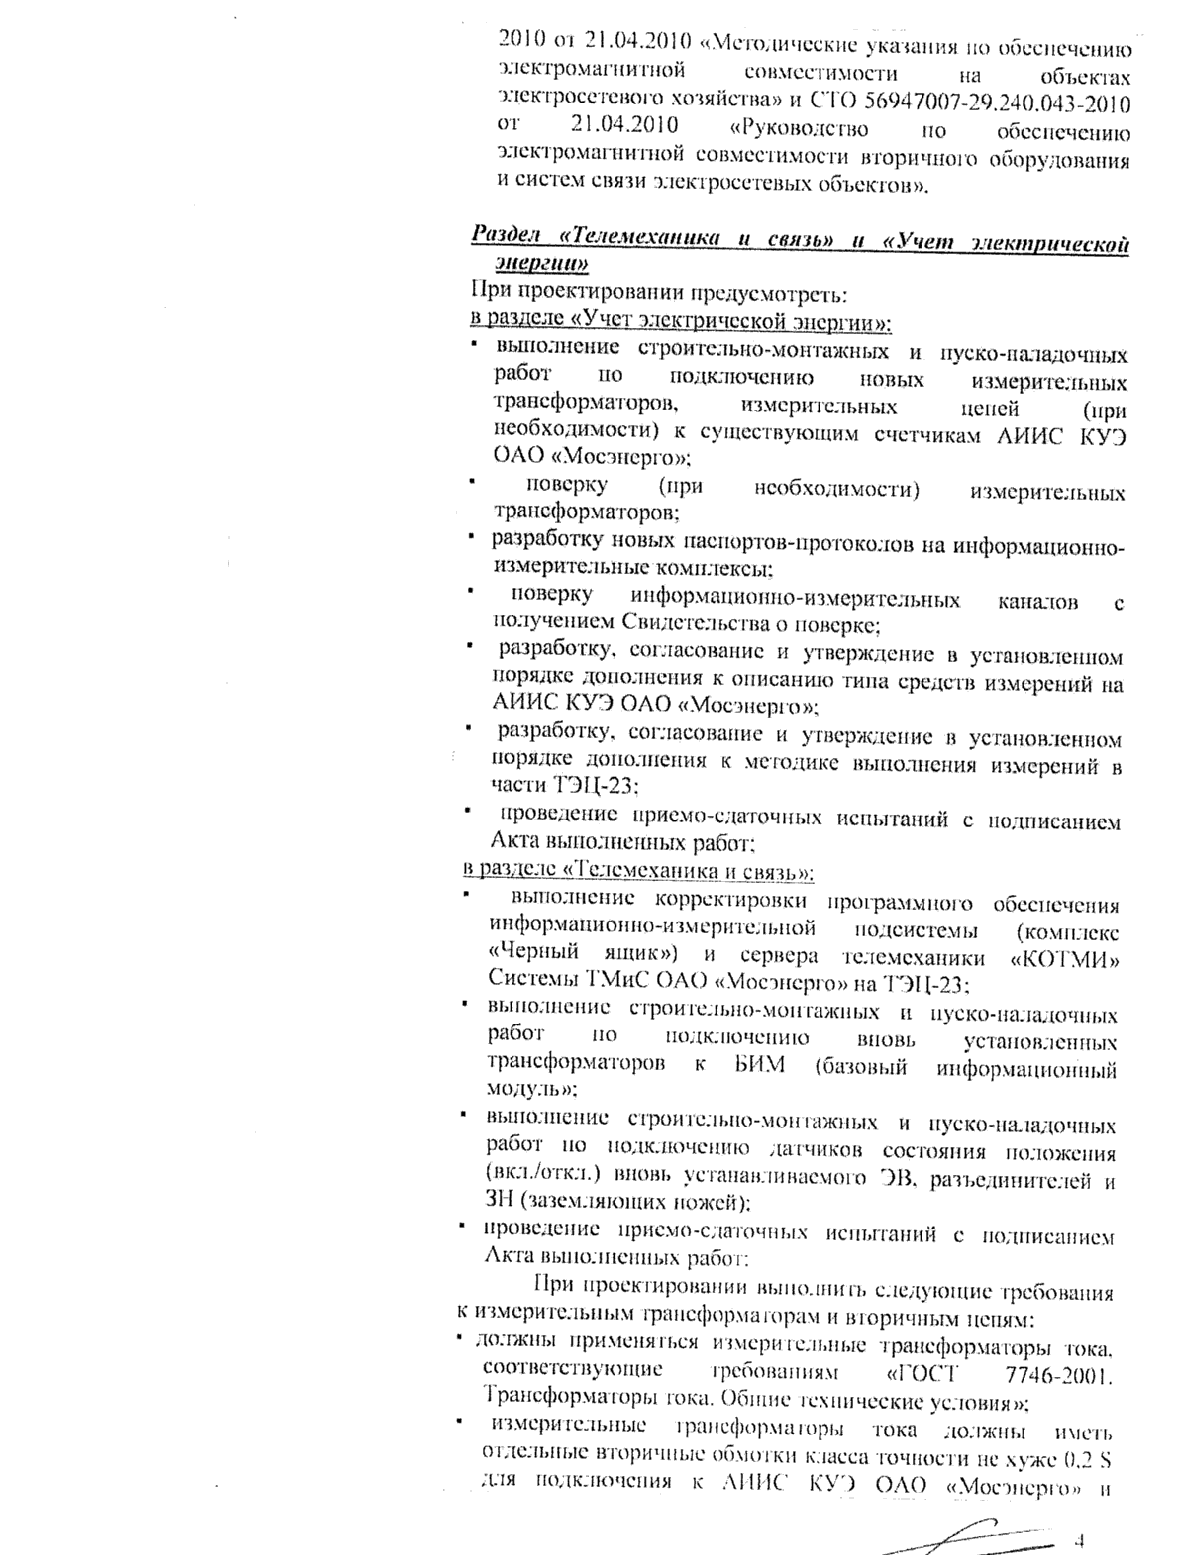 2010 от 21.04.2010 «Методические указания по обеспечению
электромагнитной совместимости на объектах
электросетевого хозяйства» и СТО 56947007-29.240.043-2010
от 21.04.2010 «Руководство по обеспечению
электромагнитной совместимости вторичного оборудования
и систем связи электросетевых объектов».
Раздел «Телемеханика и связь» и «Учет электрической
энергии»
При проектировании предусмотреть:
в разделе «Учет электрической энергии»:
▪ выполнение строительно-монтажных и пуско-наладочных
работ по подключению новых измерительных
трансформаторов, измерительных цепей (при
необходимости) к существующим счетчикам АИИС КУЭ
ОАО «Мосэнерго»;
▪ поверку (при необходимости) измерительных
трансформаторов;
▪ разработку новых паспортов-протоколов на информационно-
измерительные комплексы;
▪ поверку информационно-измерительных каналов с
получением Свидетельства о поверке;
▪ разработку, согласование и утверждение в установленном
порядке дополнения к описанию типа средств измерений на
АИИС КУЭ ОАО «Мосэнерго»;
▪ разработку, согласование и утверждение в установленном
порядке дополнения к методике выполнения измерений в
части ТЭЦ-23;
▪ проведение приемо-сдаточных испытаний с подписанием
Акта выполненных работ;
в разделе «Телемеханика и связь»:
▪ выполнение корректировки программного обеспечения
информационно-измерительной подсистемы (комплекс
«Черный ящик») и сервера телемеханики «КОТМИ»
Системы ТМиС ОАО «Мосэнерго» на ТЭЦ-23;
▪ выполнение строительно-монтажных и пуско-наладочных
работ по подключению вновь установленных
трансформаторов к БИМ (базовый информационный
модуль»;
▪ выполнение строительно-монтажных и пуско-наладочных
работ по подключению датчиков состояния положения
(вкл./откл.) вновь устанавливаемого ЭВ, разъединителей и
ЗН (заземляющих ножей);
▪ проведение приемо-сдаточных испытаний с подписанием
Акта выполненных работ:
При проектировании выполнить следующие требования
к измерительным трансформаторам и вторичным цепям:
▪ должны применяться измерительные трансформаторы тока,
соответствующие требованиям «ГОСТ 7746-2001.
Трансформаторы тока. Общие технические условия»;
▪ измерительные трансформаторы тока должны иметь
отдельные вторичные обмотки класса точности не хуже 0,2 S
для подключения к АИИС КУЭ ОАО «Мосэнерго» и
4